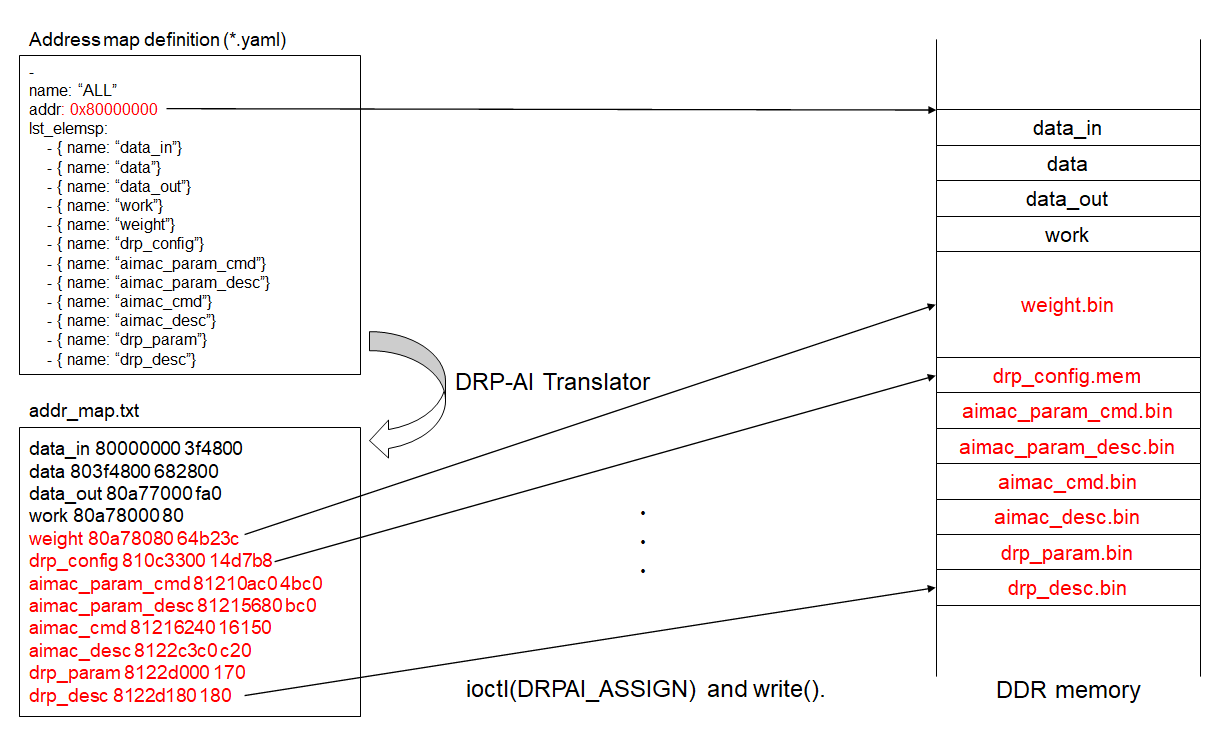 Address map definition (*.yaml)
-
name: “ALL”
addr: 0x80000000
lst_elemsp:
- { name: “data_in”}
- { name: “data”}
- { name: “data_out”}
- { name: “work”}
- { name: “weight”}
- { name: “drp_config”}
- { name: “aimac_param_cmd”}
- { name: “aimac_param_desc”}
- { name: “aimac_cmd”}
- { name: “aimac_desc”}
- { name: “drp_param”}
- { name: “drp_desc”}
DRP-AI Translator
addr_map.txt
data_in 80000000 3f4800
data 803f4800 682800
data_out 80a77000 fa0
work 80a78000 80
weight 80a78080 64b23c
drp_config 810c3300 14d7b8
aimac_param_cmd 81210ac0 4bc0
aimac_param_desc 81215680 bc0
aimac_cmd 81216240 16150
aimac_desc 8122c3c0 c20
drp_param 8122d000 170
drp_desc 8122d180 180
ioctl(DRPAI_ASSIGN) and write().
data_in
data
data_out
work
weight.bin
drp_config.mem
aimac_param_cmd.bin
aimac_param_desc.bin
aimac_cmd.bin
aimac_desc.bin
drp_param.bin
drp_desc.bin
DDR memory